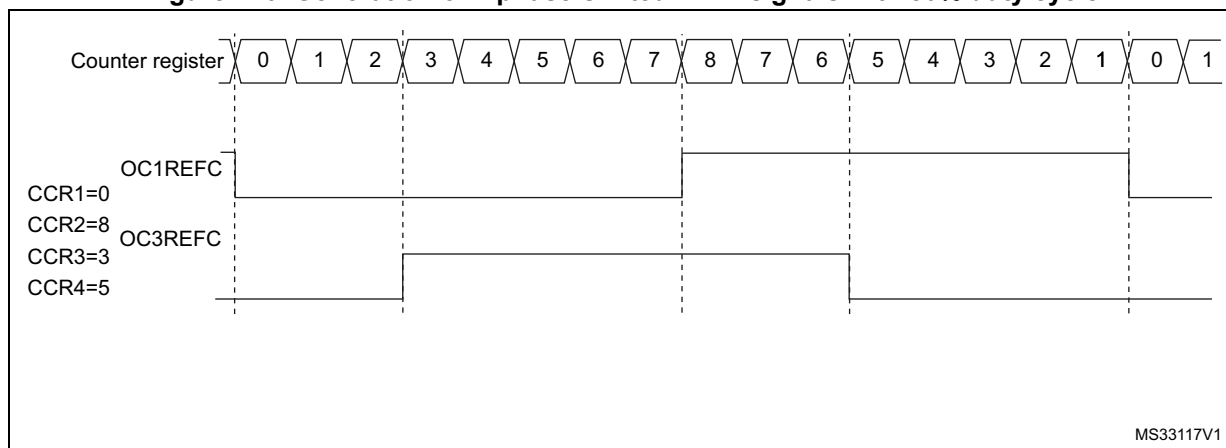 Counter register 0 1 2 3 4 5 6 7 8 7 6 5 4 3 2 1 0 1
OC1REFC
CCR1=0
CCR2=8
OC3REFC
CCR3=3
CCR4=5
MS33117V1